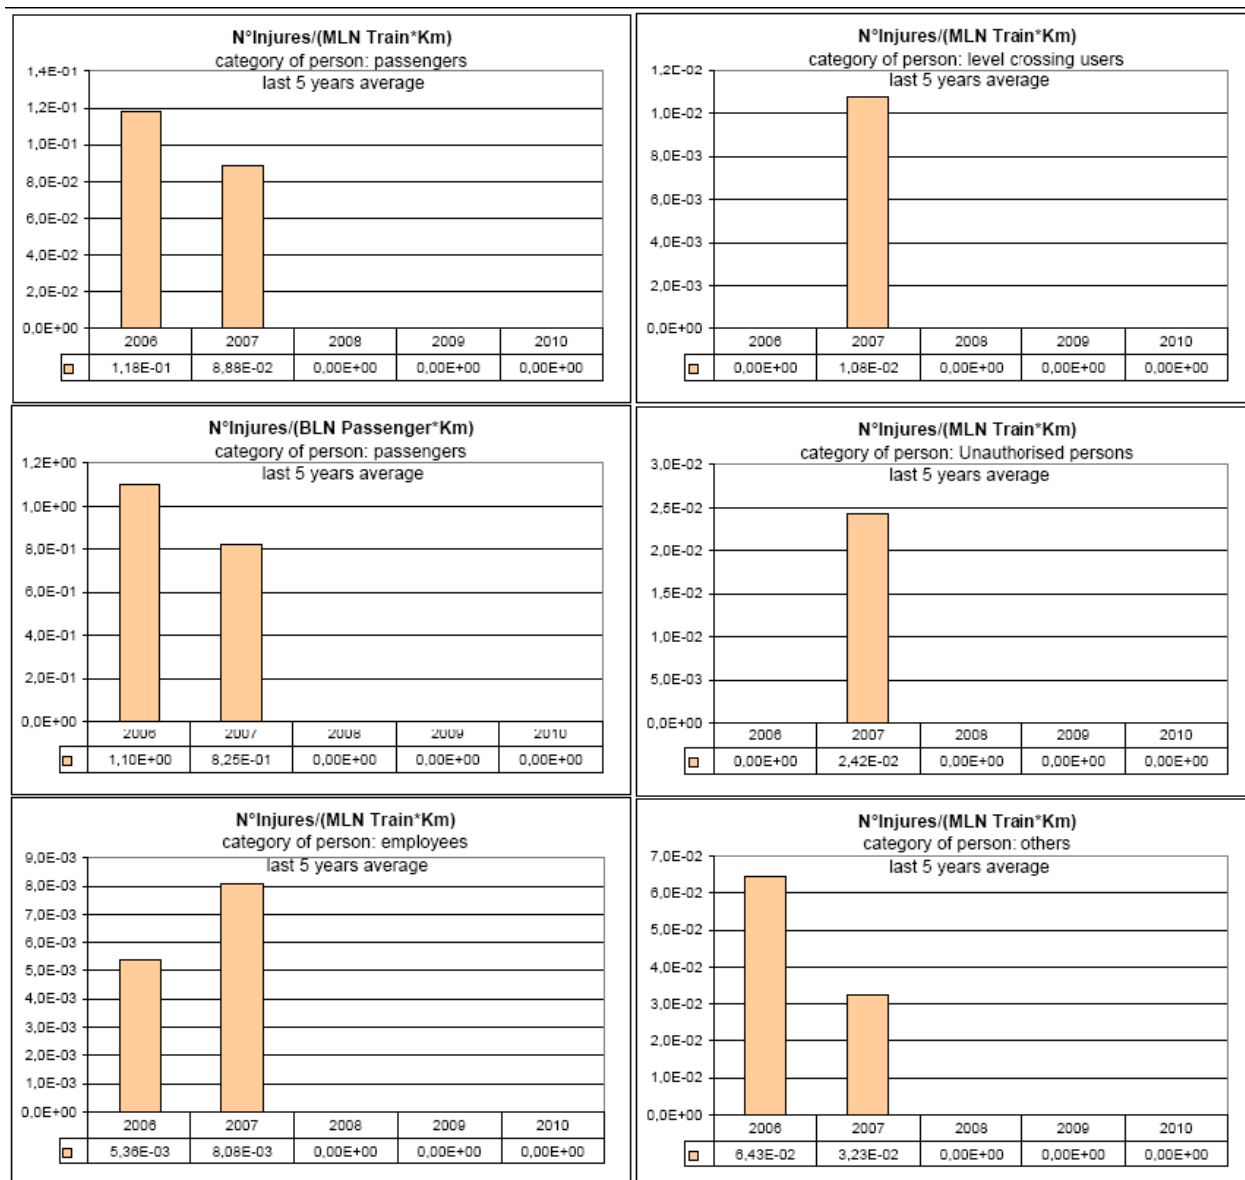 N°Injures/(MLN Train*Km)
category of person: passengers
last 5 years average
1,4E-01
1,2E-01
1,0E-01
8,0E-02
6,0E-02
4,0E-02
2,0E-02
0,0E+00
2006 2007 2008 2009 2010
1,18E-01 8,88E-02 0,00E+00 0,00E+00 0,00E+00
N°Injures/(MLN Train*Km)
category of person: level crossing users
last 5 years average
1,2E-02
1,0E-02
8,0E-03
6,0E-03
4,0E-03
2,0E-03
0,0E+00
2006 2007 2008 2009 2010
0,00E+00 1,08E-02 0,00E+00 0,00E+00 0,00E+00
N°Injures/(BLN Passenger*Km)
category of person: passengers
last 5 years average
1,2E+00
1,0E+00
8,0E-01
6,0E-01
4,0E-01
2,0E-01
0,0E+00
2006 2007 2008 2009 2010
1,10E+00 8,25E-01 0,00E+00 0,00E+00 0,00E+00
N°Injures/(MLN Train*Km)
category of person: Unauthorised persons
last 5 years average
3,0E-02
2,5E-02
2,0E-02
1,5E-02
1,0E-02
5,0E-03
0,0E+00
2006 2007 2008 2009 2010
0,00E+00 2,42E-02 0,00E+00 0,00E+00 0,00E+00
N°Injures/(MLN Train*Km)
category of person: employees
last 5 years average
9,0E-03
8,0E-03
7,0E-03
6,0E-03
5,0E-03
4,0E-03
3,0E-03
2,0E-03
1,0E-03
0,0E+00
2006 2007 2008 2009 2010
5,36E-03 8,08E-03 0,00E+00 0,00E+00 0,00E+00
N°Injures/(MLN Train*Km)
category of person: others
last 5 years average
7,0E-02
6,0E-02
5,0E-02
4,0E-02
3,0E-02
2,0E-02
1,0E-02
0,0E+00
2006 2007 2008 2009 2010
6,43E-02 3,23E-02 0,00E+00 0,00E+00 0,00E+00